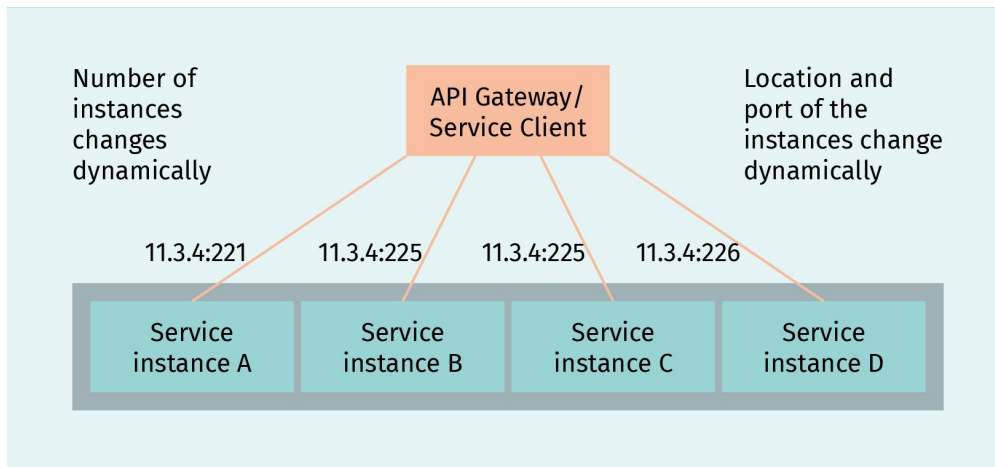 Number of
instances
changes
dynamically
API Gateway/
Service Client
Location and
port of the
instances change
dynamically
11.3.4:221
11.3.4:225
11.3.4:225
11.3.4:226
Service
instance A
Service
instance B
Service
instance C
Service
instance D